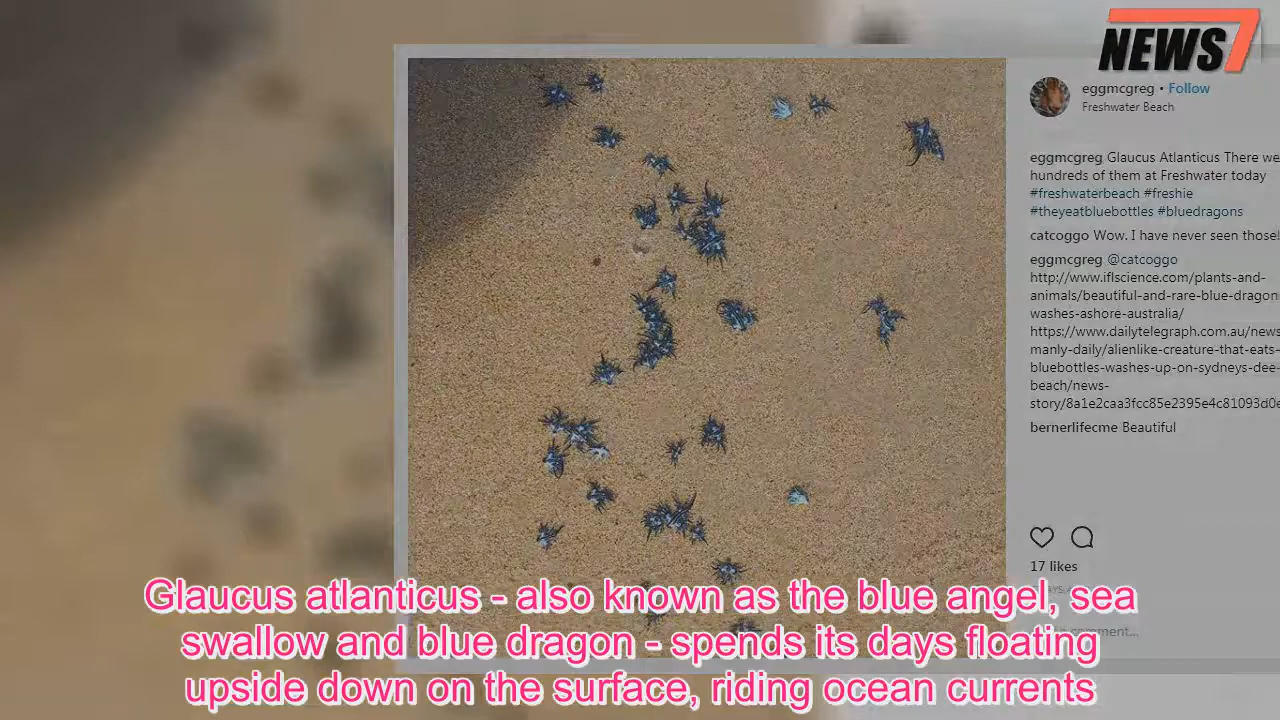 NEWS7
eggmcgreg • Follow
Freshwater Beach
eggmcgreg Glaucus Atlanticus There we
hundreds of them at Freshwater today
#freshwaterbeach #freshie
#theyeatbluebottles #bluedragons
catcoggo Wow. I have never seen those!
eggmcgreg @catcoggo
http://www.iflscience.com/plants-and-
animals/beautiful-and-rare-blue-dragon
washes-ashore-australia/
https://www.dailytelegraph.com.au/news
manly-daily/alienlike-creature-that-eats-
bluebottles-washes-up-on-sydneys-dee-
beach/news-
story/8a1e2caa3fcc85e2395e4c81093d0e
bernerlifecme Beautiful
17 likes
comment...
Glaucus atlanticus - also known as the blue angel, sea
swallow and blue dragon - spends its days floating
upside down on the surface, riding ocean currents